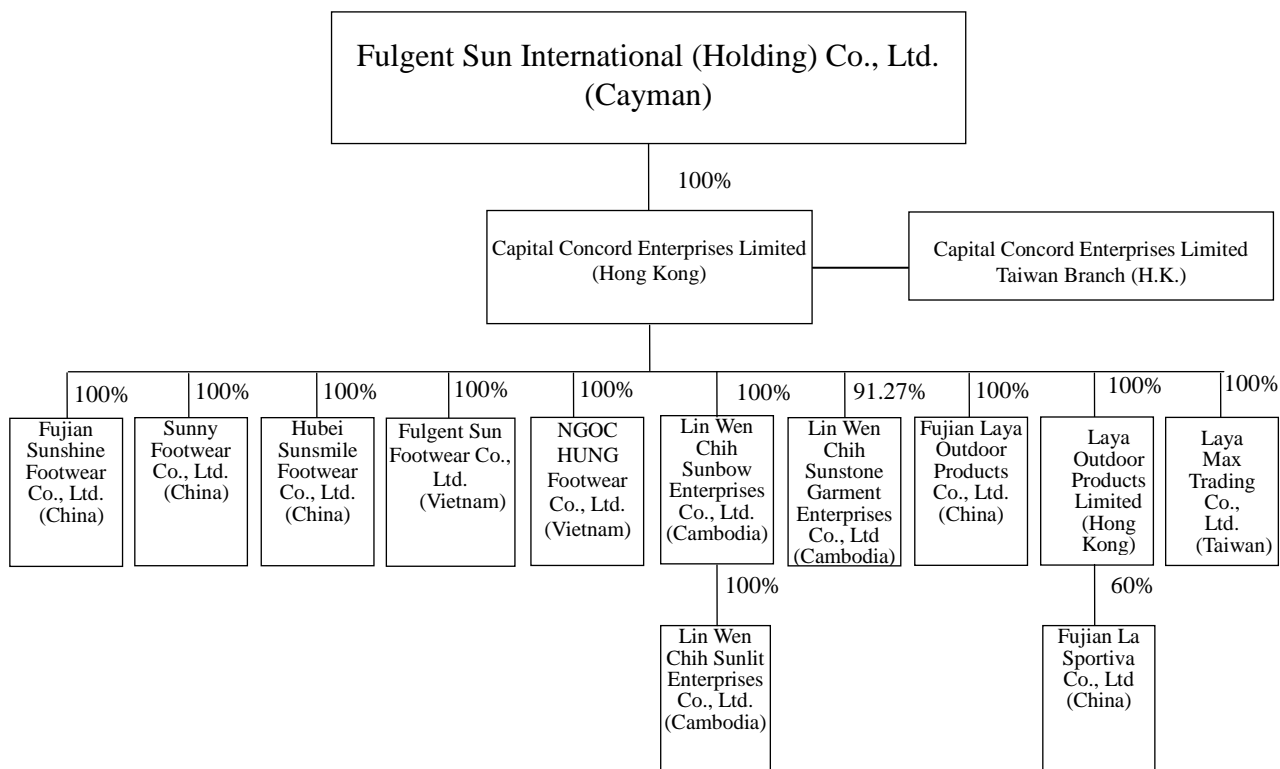 Fulgent Sun International (Holding) Co., Ltd.
(Cayman)
100%
Capital Concord Enterprises Limited
(Hong Kong)
Capital Concord Enterprises Limited
Taiwan Branch (H.K.)
100%
100%
100%
100%
100%
100%
91.27%
100%
100%
100%
Fujian
Sunshine
Footwear
Co., Ltd.
(China)
Sunny
Footwear
Co., Ltd.
(China)
Hubei
Sunsmile
Footwear
Co., Ltd.
(China)
Fulgent Sun
Footwear Co.,
Ltd.
(Vietnam)
NGOC
HUNG
Footwear
Co., Ltd.
(Vietnam)
Lin Wen
Chih
Sunbow
Enterprises
Co., Ltd.
(Cambodia)
Lin Wen
Chih
Sunstone
Garment
Enterprises
Co., Ltd
(Cambodia)
Fujian Laya
Outdoor
Products
Co., Ltd.
(China)
Laya
Outdoor
Products
Limited
(Hong
Kong)
Laya
Max
Trading
Co.,
Ltd.
(Taiwan)
100%
60%
Lin Wen
Chih Sunlit
Enterprises
Co., Ltd.
(Cambodia)
Fujian La
Sportiva
Co., Ltd
(China)